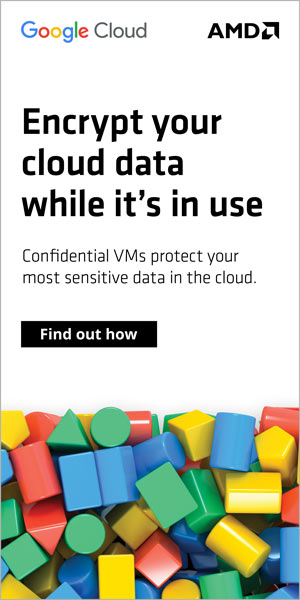 Google Cloud AMD
Encrypt your
cloud data
while it’s in use
Confidential VMs protect your
most sensitive data in the cloud.
Find out how